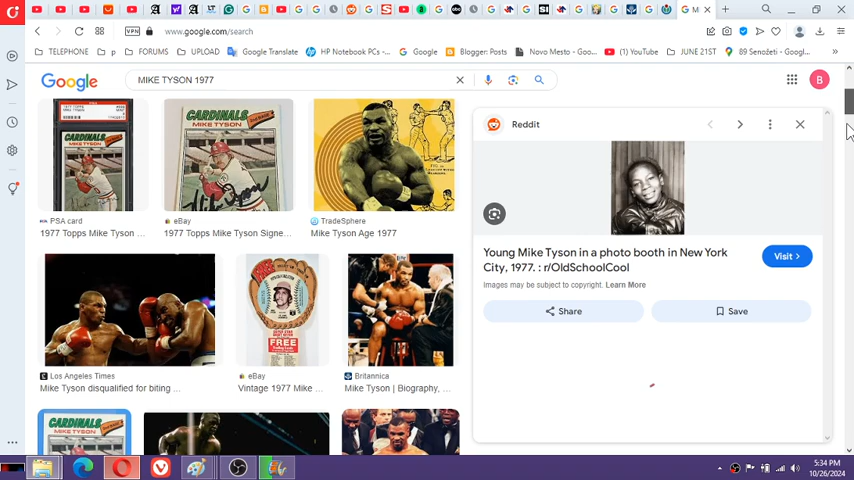 VPN www.google.com/search
TELEPHONE p FORUMS UPLOAD Google Translate HP Notebook PCs -... Google Blogger: Posts Novo Mesto - Goog... (1) YouTube JUNE 21ST 89 Senožeti - Googl...
Google MIKE TYSON 1977 B
Reddit
CARDINALS
MIKE TYSON
CARDINALS
MIKE TYSON
PSA card
1977 Topps Mike Tyson ...
eBay
1977 Topps Mike Tyson Signe...
TradeSphere
Mike Tyson Age 1977
Young Mike Tyson in a photo booth in New York
City, 1977. : r/OldSchoolCool
Visit >
Images may be subject to copyright. Learn More
Share
Save
FREE
Los Angeles Times
Mike Tyson disqualified for biting ...
eBay
Vintage 1977 Mike ...
Britannica
Mike Tyson | Biography, ...
CARDINALS
5:34 PM
10/26/2024